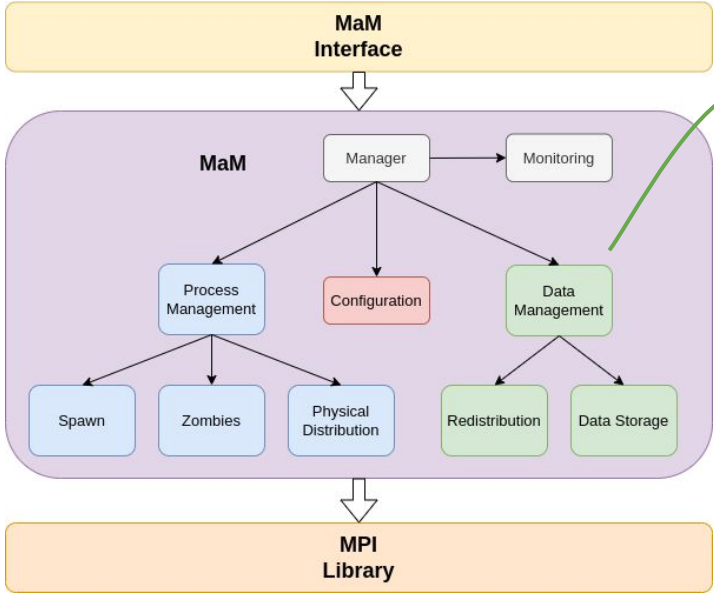 MaM
Interface
MaM
Manager
Monitoring
Process
Management
Configuration
Data
Management
Spawn
Zombies
Physical
Distribution
Redistribution
Data Storage
MPI
Library